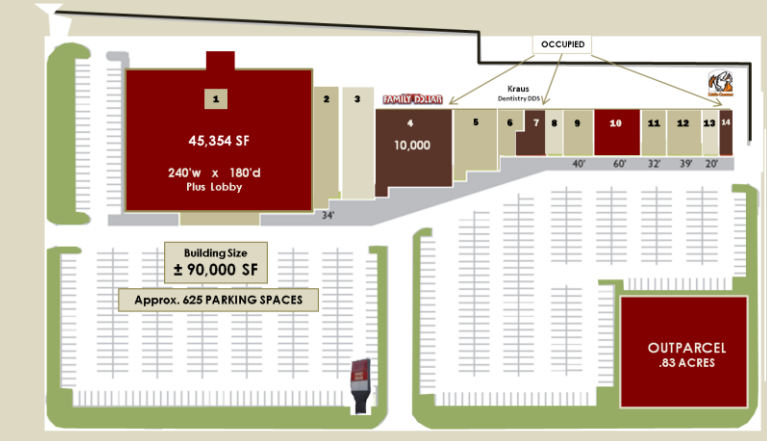 OCCUPIED
Kraus
Dentistry DDS
FAMILY DOLLAR
Little Caesars
1
2
3
4
5
6
7
8
9
10
11
12
13
14
45,354 SF
10,000
240'w x 180'd
Plus Lobby
40'
60'
32'
39'
20'
34'
Building Size
± 90,000 SF
Approx. 625 PARKING SPACES
OUTPARCEL
.83 ACRES